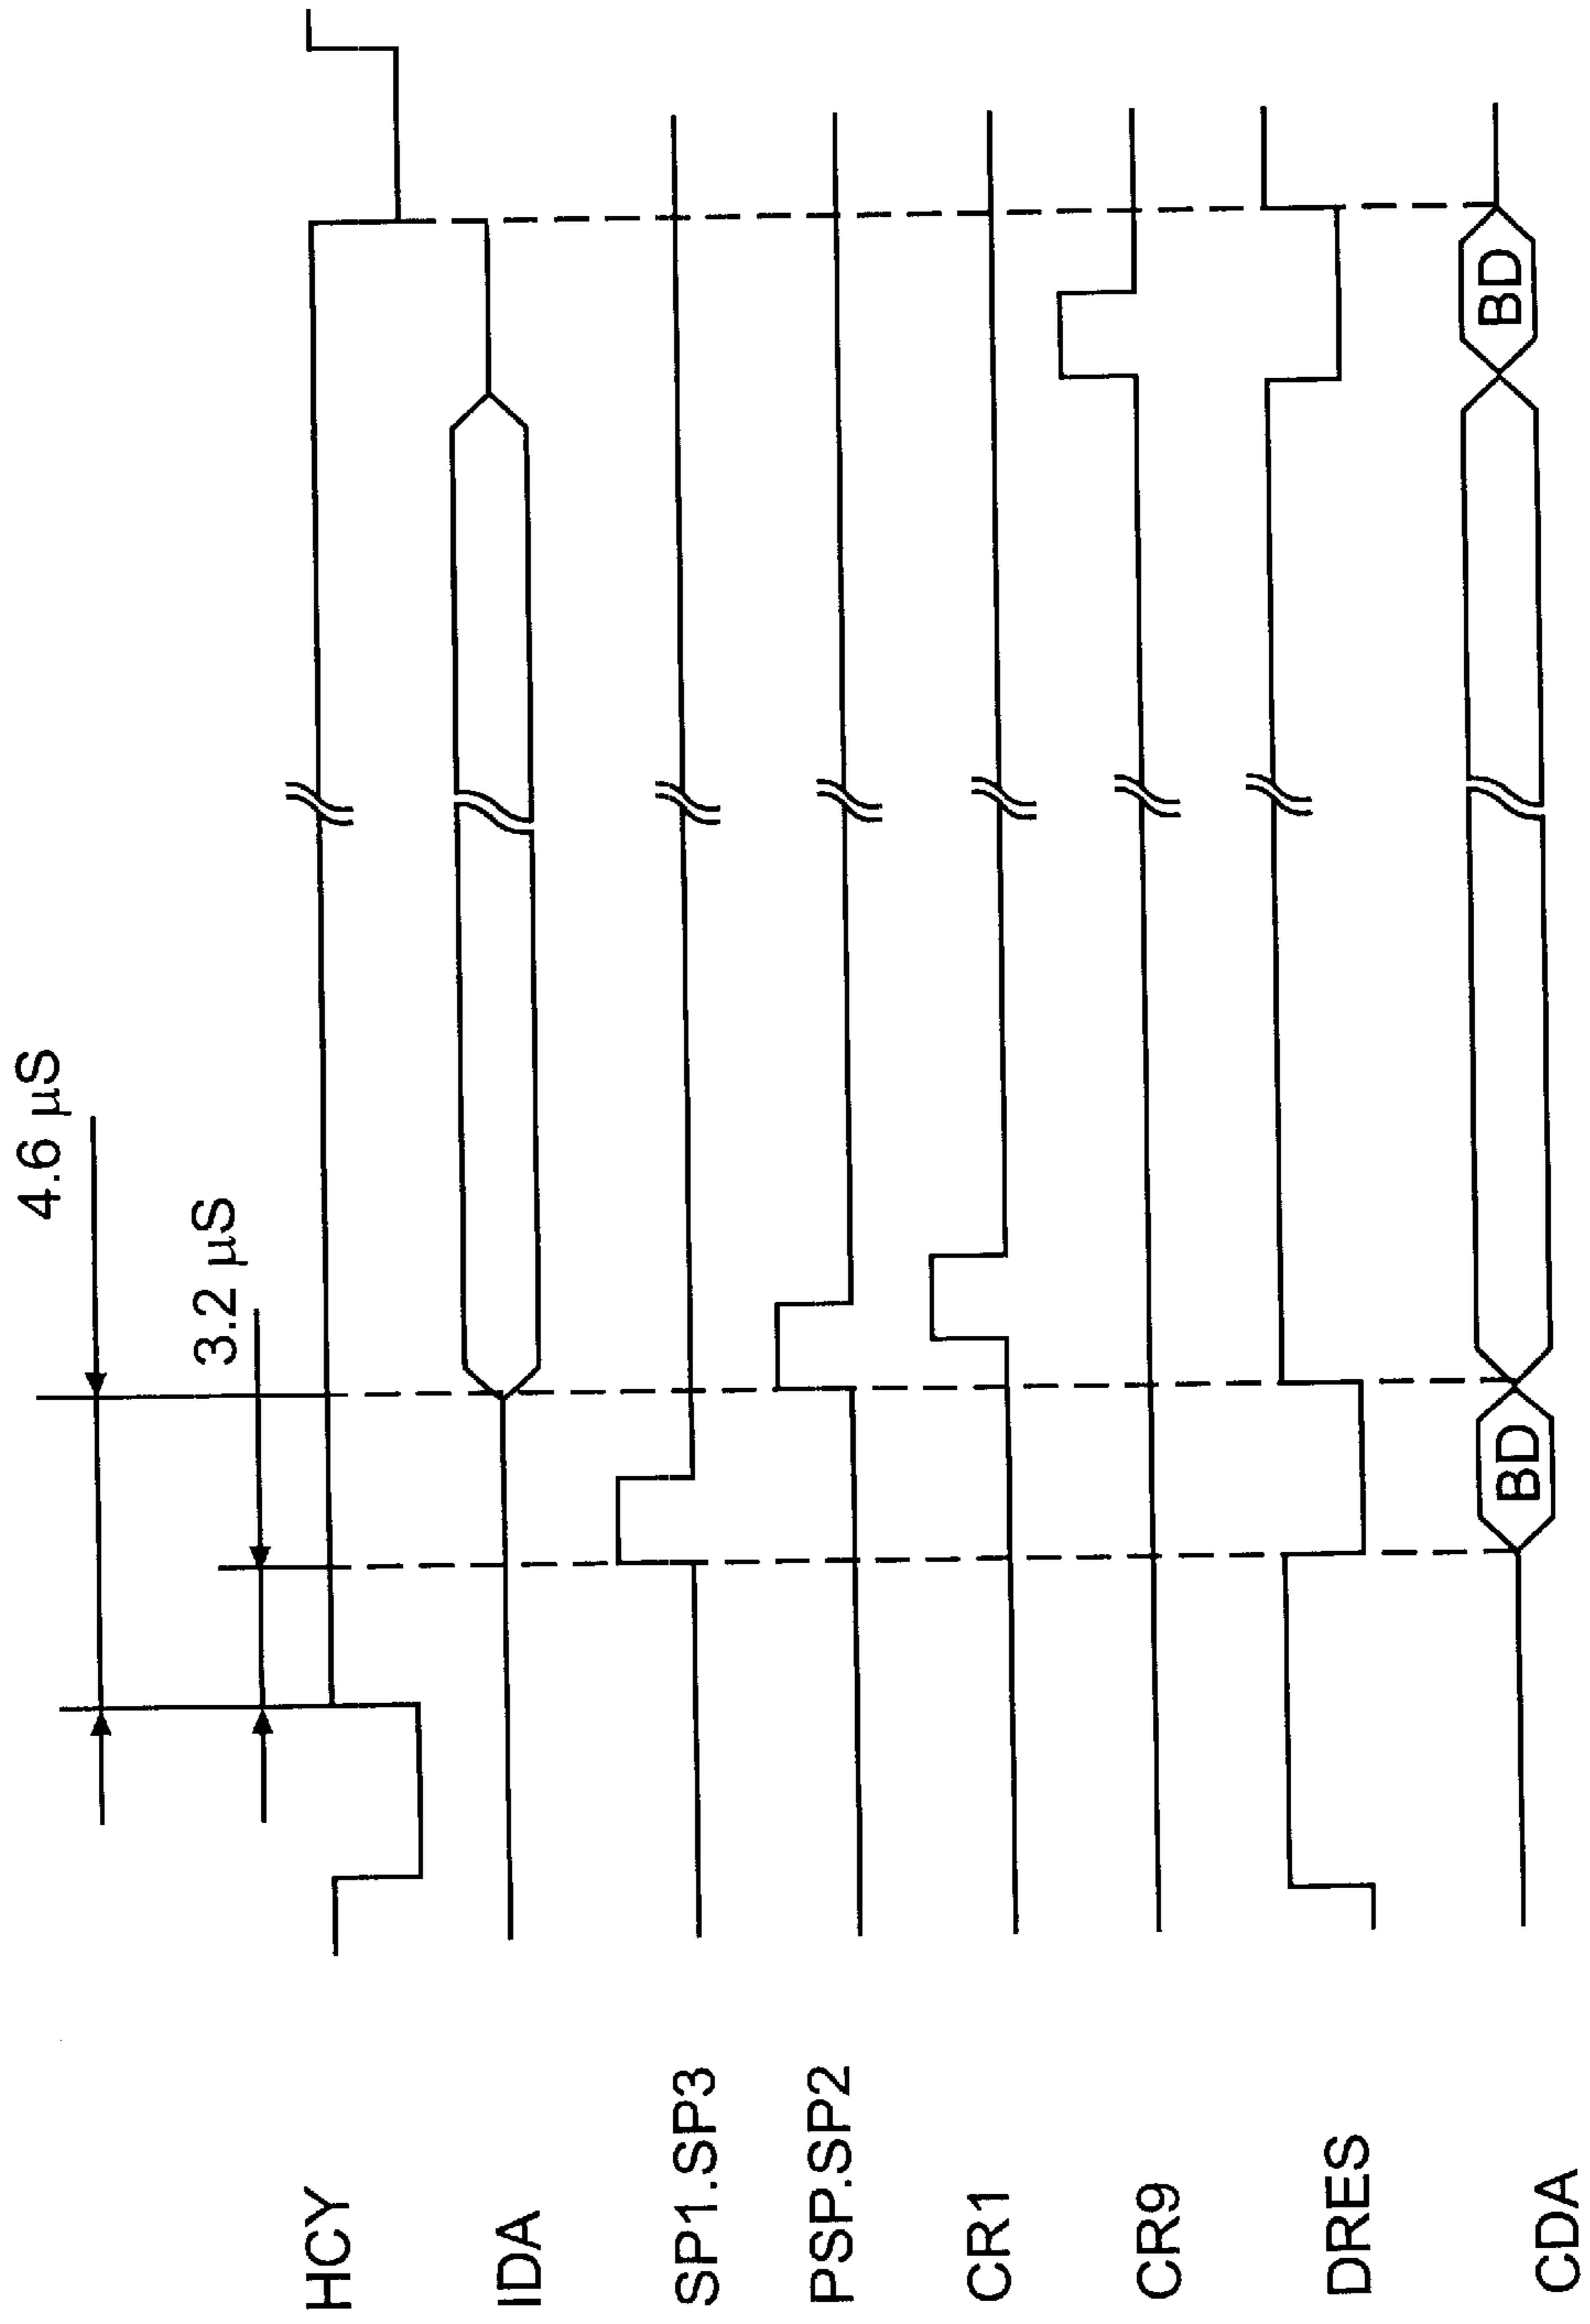 4.6 μS
3.2 μS
HCY
IDA
SP1.SP3
PSP.SP2
CR1
CR9
DRES
CDA
BD
BD